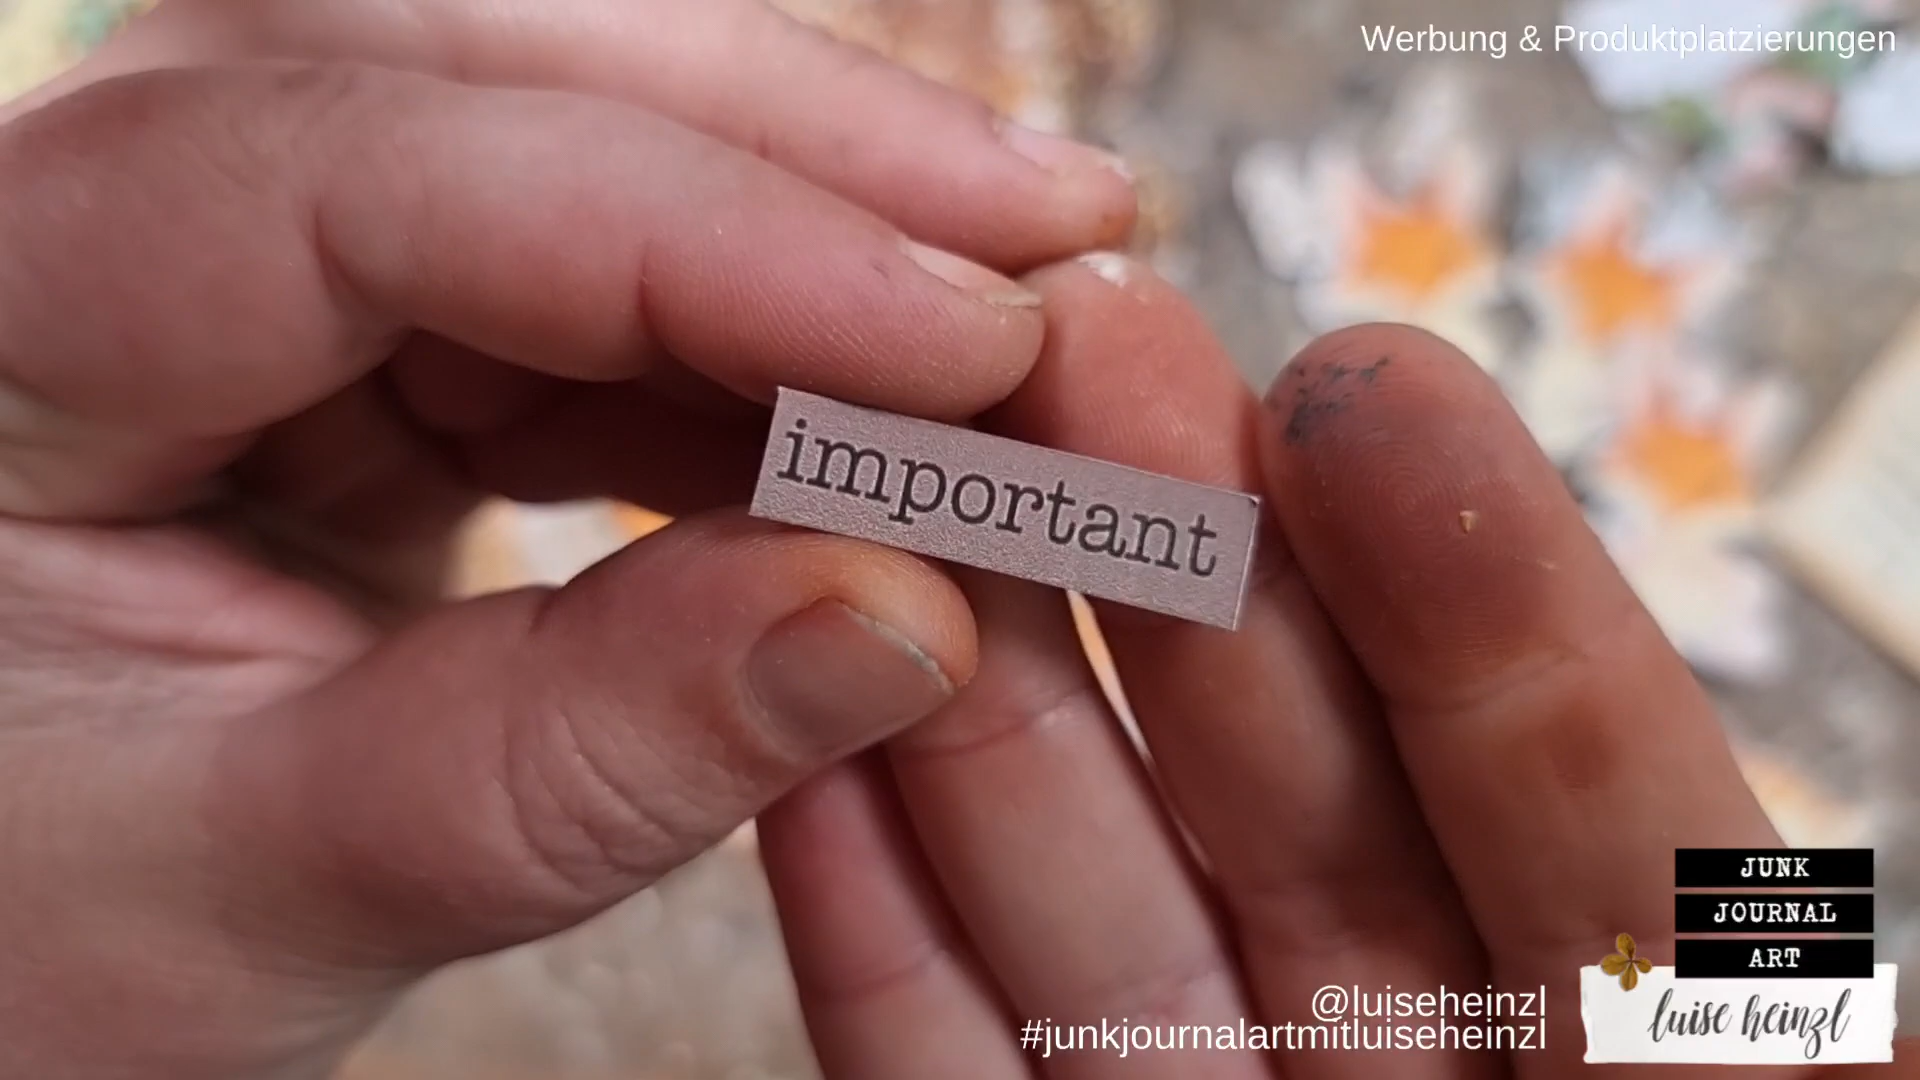 Werbung & Produktplatzierungen
important
JUNK
JOURNAL
ART
@luiseheinzl
#junkjournalartmitluiseheinzl
luise heinzl